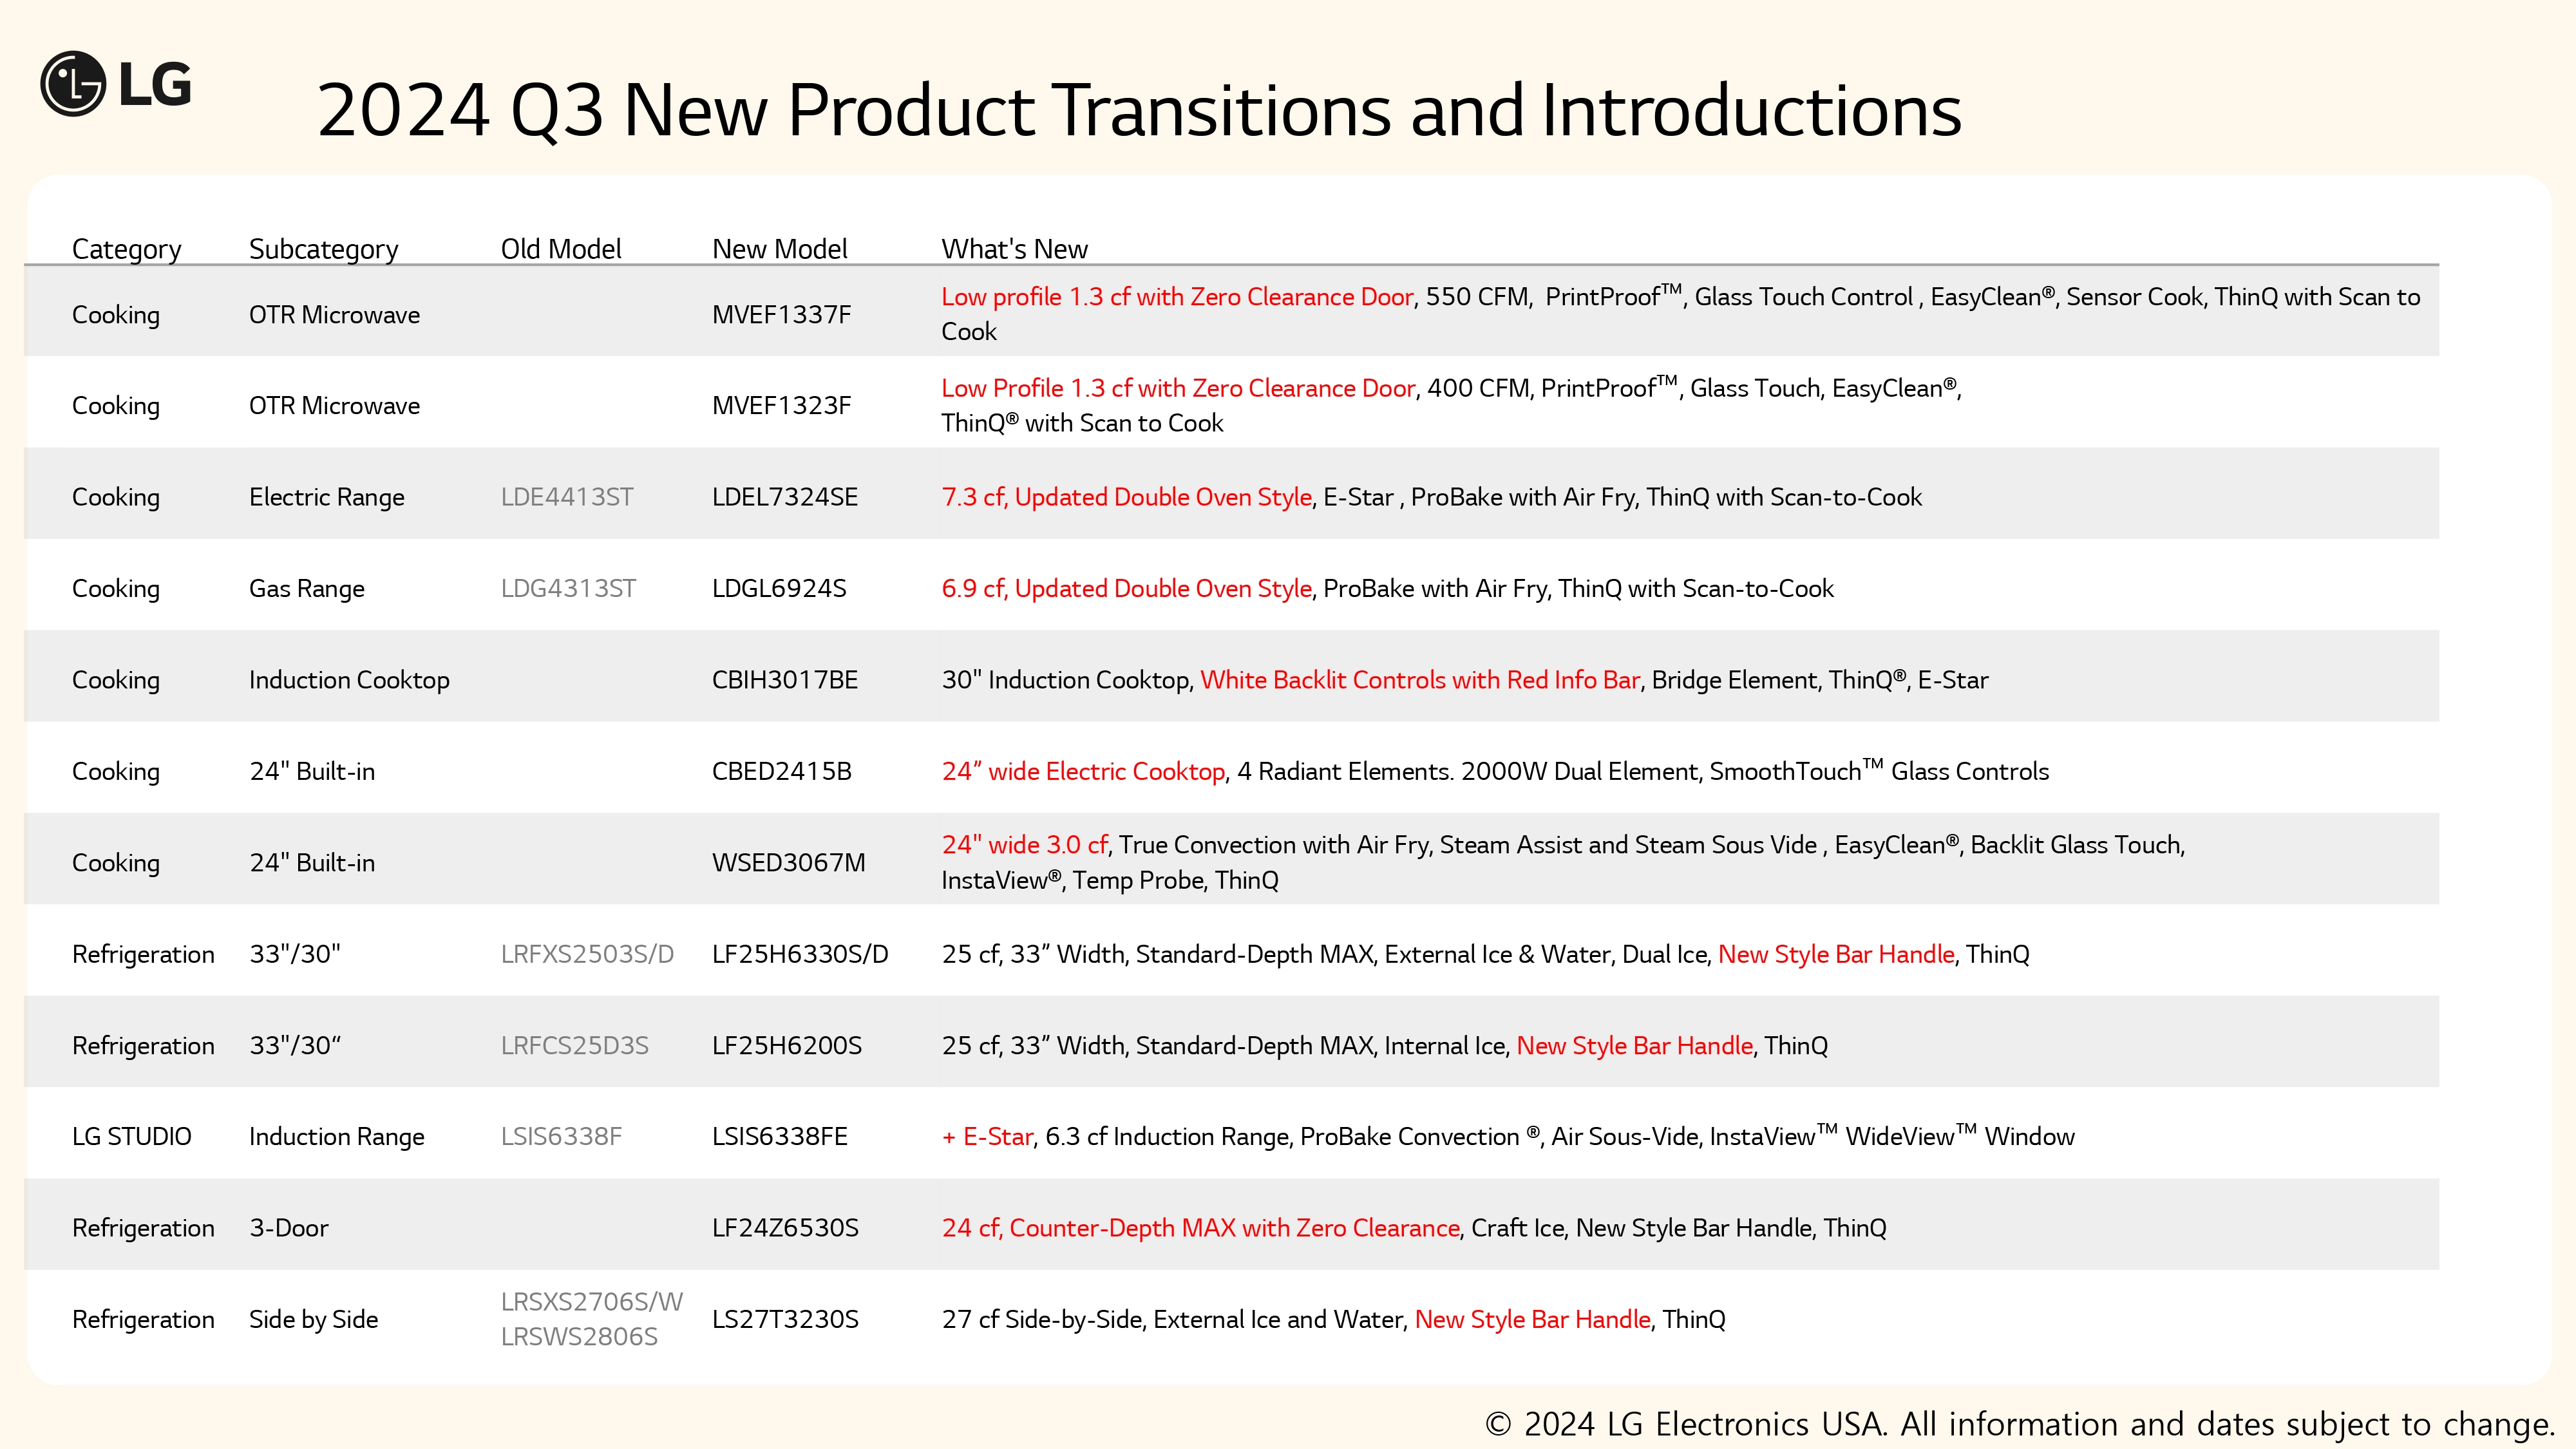 LG
2024 Q3 New Product Transitions and Introductions
Category Subcategory Old Model New Model What's New
Cooking OTR Microwave MVEF1337F Low profile 1.3 cf with Zero Clearance Door, 550 CFM, PrintProof™, Glass Touch Control , EasyClean®, Sensor Cook, ThinQ with Scan to
Cook
Cooking OTR Microwave MVEF1323F Low Profile 1.3 cf with Zero Clearance Door, 400 CFM, PrintProof™, Glass Touch, EasyClean®,
ThinQ® with Scan to Cook
Cooking Electric Range LDE4413ST LDEL7324SE 7.3 cf, Updated Double Oven Style, E-Star , ProBake with Air Fry, ThinQ with Scan-to-Cook
Cooking Gas Range LDG4313ST LDGL6924S 6.9 cf, Updated Double Oven Style, ProBake with Air Fry, ThinQ with Scan-to-Cook
Cooking Induction Cooktop CBIH3017BE 30" Induction Cooktop, White Backlit Controls with Red Info Bar, Bridge Element, ThinQ®, E-Star
Cooking 24" Built-in CBED2415B 24” wide Electric Cooktop, 4 Radiant Elements. 2000W Dual Element, SmoothTouch™ Glass Controls
Cooking 24" Built-in WSED3067M 24" wide 3.0 cf, True Convection with Air Fry, Steam Assist and Steam Sous Vide , EasyClean®, Backlit Glass Touch,
InstaView®, Temp Probe, ThinQ
Refrigeration 33"/30" LRFXS2503S/D LF25H6330S/D 25 cf, 33” Width, Standard-Depth MAX, External Ice & Water, Dual Ice, New Style Bar Handle, ThinQ
Refrigeration 33"/30“ LRFCS25D3S LF25H6200S 25 cf, 33” Width, Standard-Depth MAX, Internal Ice, New Style Bar Handle, ThinQ
LG STUDIO Induction Range LSIS6338F LSIS6338FE + E-Star, 6.3 cf Induction Range, ProBake Convection ®, Air Sous-Vide, InstaView™ WideView™ Window
Refrigeration 3-Door LF24Z6530S 24 cf, Counter-Depth MAX with Zero Clearance, Craft Ice, New Style Bar Handle, ThinQ
Refrigeration Side by Side LRSXS2706S/W LS27T3230S 27 cf Side-by-Side, External Ice and Water, New Style Bar Handle, ThinQ
LRSWS2806S
© 2024 LG Electronics USA. All information and dates subject to change.